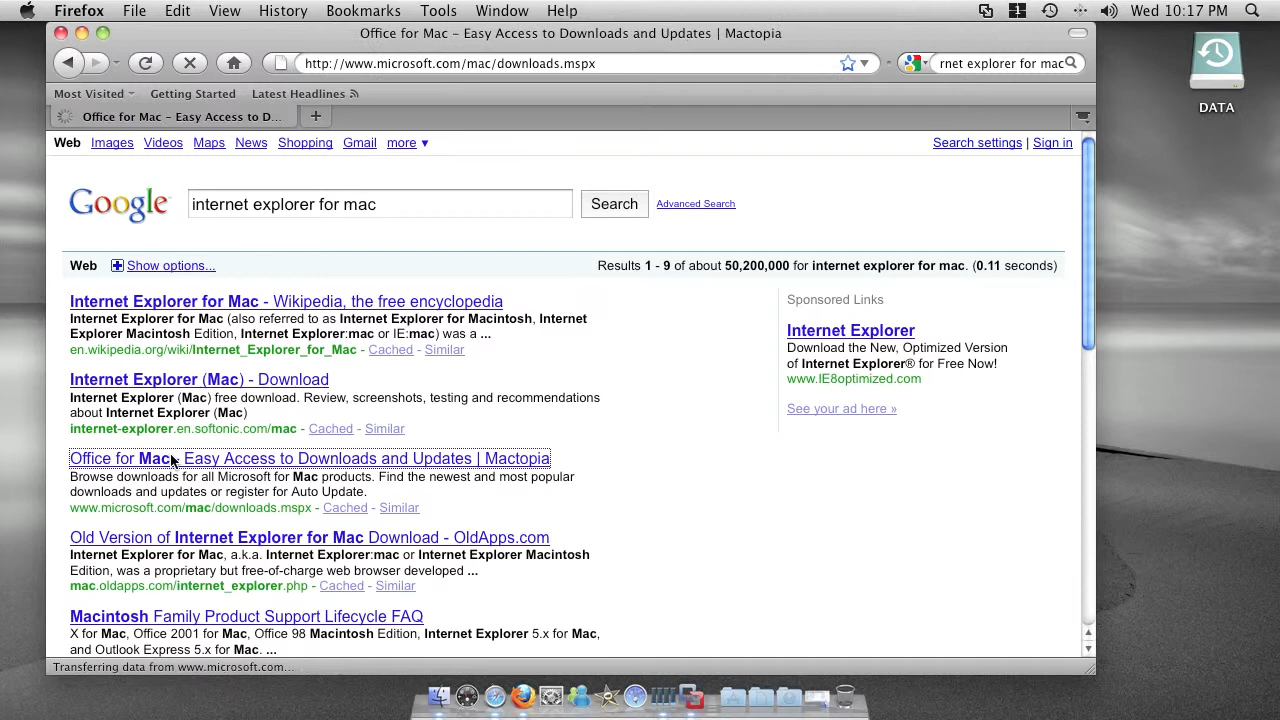 Firefox File Edit View History Bookmarks Tools Window Help
1 Wed 10:17 PM
Office for Mac – Easy Access to Downloads and Updates | Mactopia
http://www.microsoft.com/mac/downloads.mspx
rnet explorer for mac
Most Visited Getting Started Latest Headlines
Office for Mac – Easy Access to D...
DATA
Web Images Videos Maps News Shopping Gmail more ▼
Search settings | Sign in
Google
internet explorer for mac
Search
Advanced Search
Web Show options...
Results 1 - 9 of about 50,200,000 for internet explorer for mac. (0.11 seconds)
Internet Explorer for Mac - Wikipedia, the free encyclopedia
Internet Explorer for Mac (also referred to as Internet Explorer for Macintosh, Internet
Explorer Macintosh Edition, Internet Explorer:mac or IE:mac) was a ...
en.wikipedia.org/wiki/Internet_Explorer_for_Mac - Cached - Similar
Internet Explorer (Mac) - Download
Internet Explorer (Mac) free download. Review, screenshots, testing and recommendations
about Internet Explorer (Mac)
internet-explorer.en.softonic.com/mac - Cached - Similar
Office for Mac - Easy Access to Downloads and Updates | Mactopia
Browse downloads for all Microsoft for Mac products. Find the newest and most popular
downloads and updates or register for Auto Update.
www.microsoft.com/mac/downloads.mspx - Cached - Similar
Old Version of Internet Explorer for Mac Download - OldApps.com
Internet Explorer for Mac, a.k.a. Internet Explorer:mac or Internet Explorer Macintosh
Edition, was a proprietary but free-of-charge web browser developed ...
mac.oldapps.com/internet_explorer.php - Cached - Similar
Macintosh Family Product Support Lifecycle FAQ
X for Mac, Office 2001 for Mac, Office 98 Macintosh Edition, Internet Explorer 5.x for Mac,
and Outlook Express 5.x for Mac. ...
Sponsored Links
Internet Explorer
Download the New, Optimized Version
of Internet Explorer® for Free Now!
www.IE8optimized.com
See your ad here »
Transferring data from www.microsoft.com...